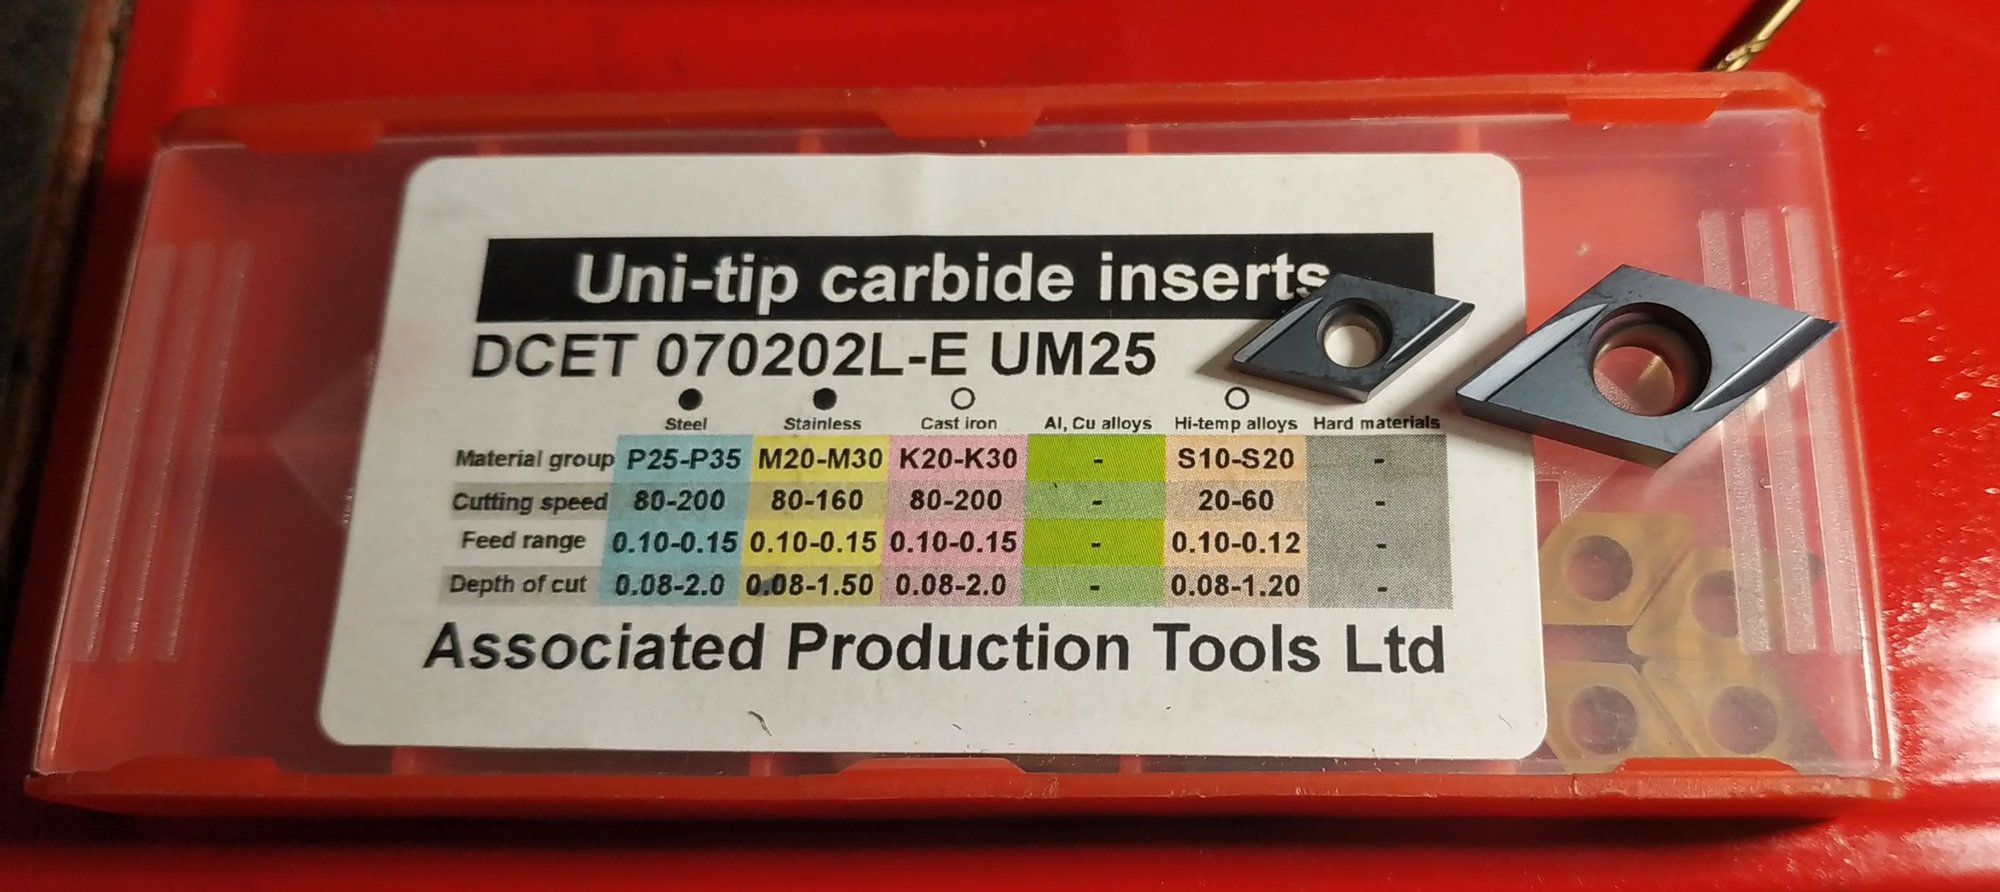 Uni-tip carbide inserts
DCET 070202L-E UM25
Steel Stainless Cast iron Al, Cu alloys Hi-temp alloys Hard materials
Material group P25-P35 M20-M30 K20-K30 - S10-S20 -
Cutting speed 80-200 80-160 80-200 - 20-60 -
Feed range 0.10-0.15 0.10-0.15 0.10-0.15 - 0.10-0.12 -
Depth of cut 0.08-2.0 0.08-1.50 0.08-2.0 - 0.08-1.20 -
Associated Production Tools Ltd